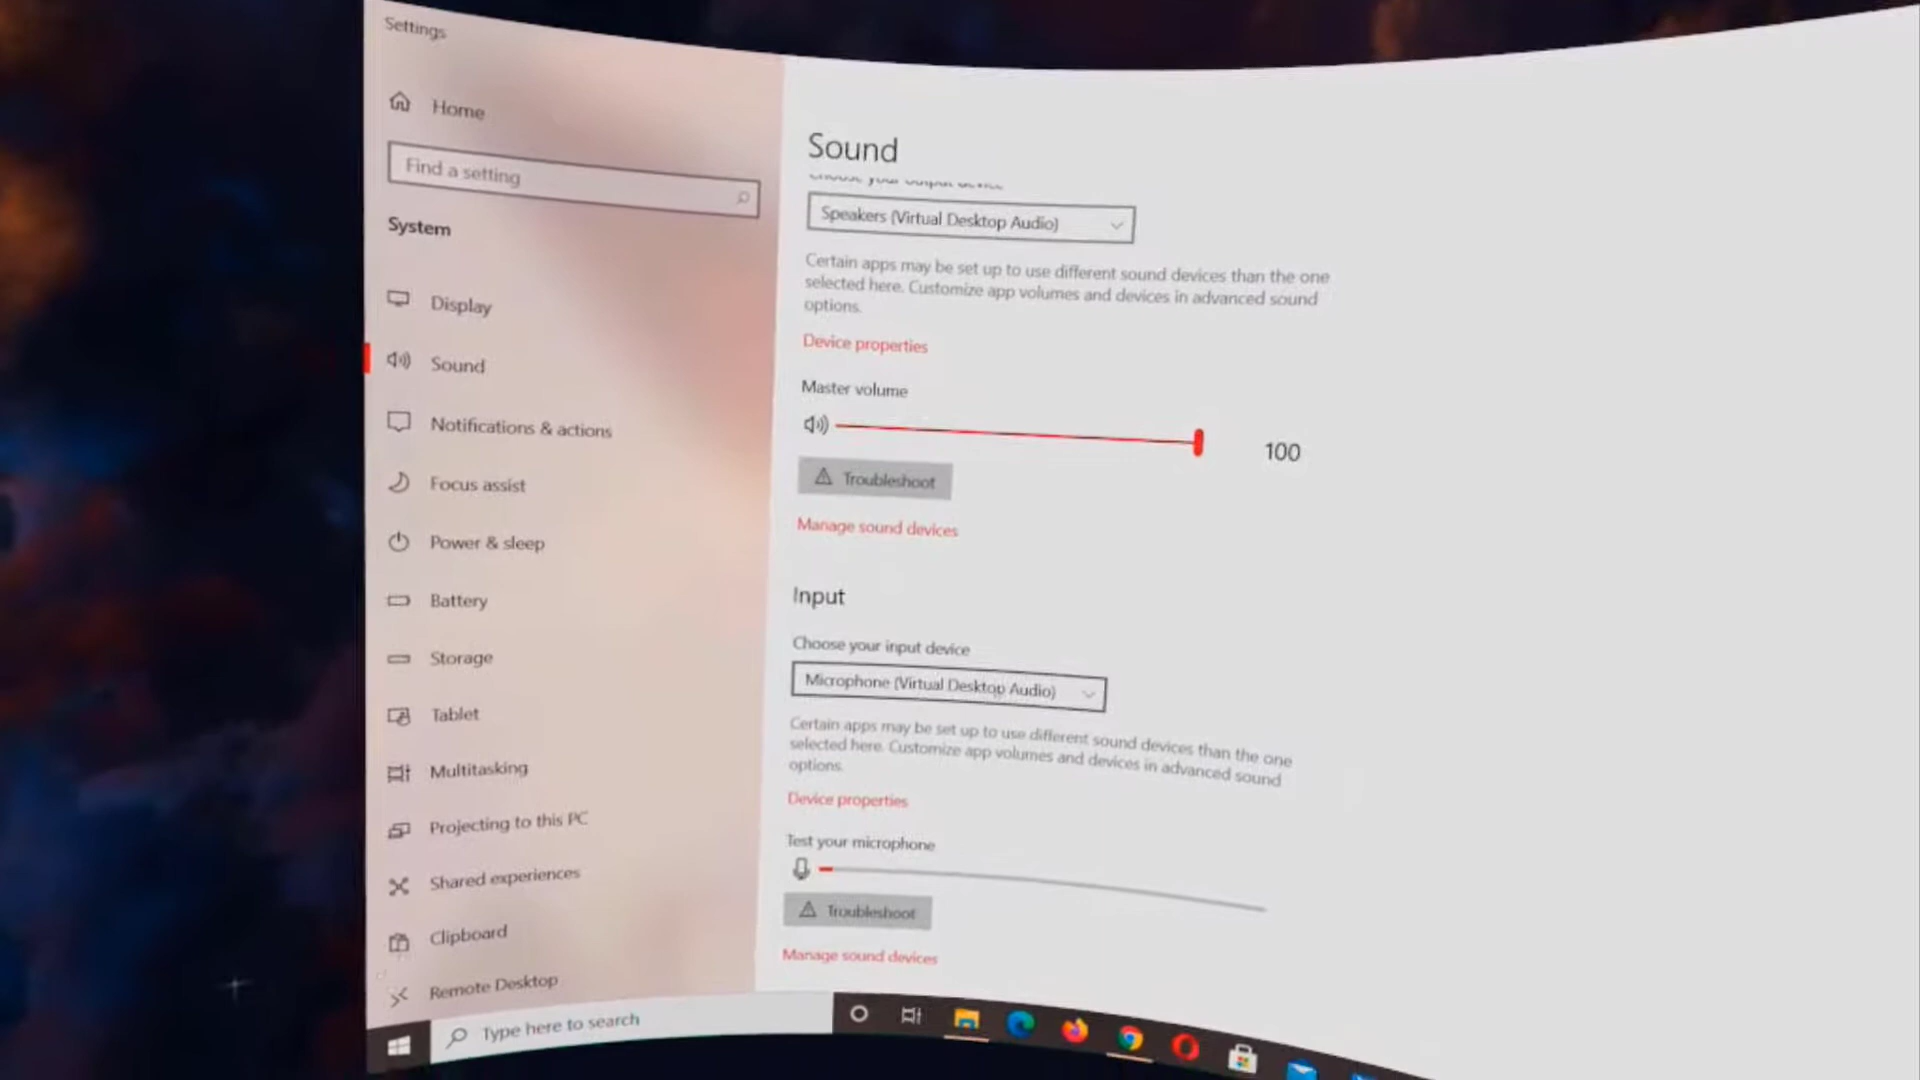 Settings
Home
Find a setting
System
Display
Sound
Notifications & actions
Focus assist
Power & sleep
Battery
Storage
Tablet
Multitasking
Projecting to this PC
Shared experiences
Clipboard
Remote Desktop
Sound
Choose your output device
Speakers (Virtual Desktop Audio)
Certain apps may be set up to use different sound devices than the one
selected here. Customize app volumes and devices in advanced sound
options.
Device properties
Master volume
100
Troubleshoot
Manage sound devices
Input
Choose your input device
Microphone (Virtual Desktop Audio)
Certain apps may be set up to use different sound devices than the one
selected here. Customize app volumes and devices in advanced sound
options.
Device properties
Test your microphone
Troubleshoot
Manage sound devices
Type here to search